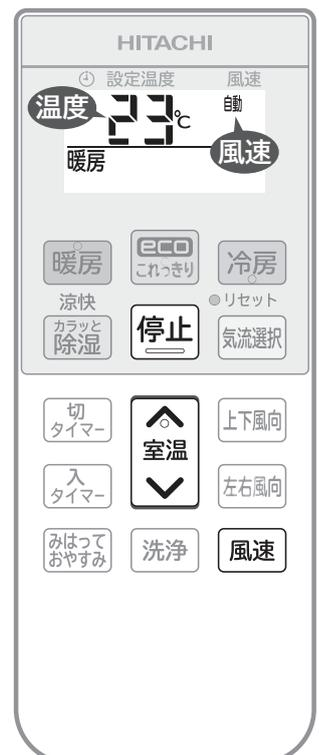 HITACHI
設定温度 風速
温度 23℃ 自動
暖房 風速
暖房 eco これっきり 冷房
涼快 リセット
カラッと除湿 停止 気流選択
切タイマー 室温 上下風向
入タイマー 左右風向
みはっておやすみ 洗浄 風速